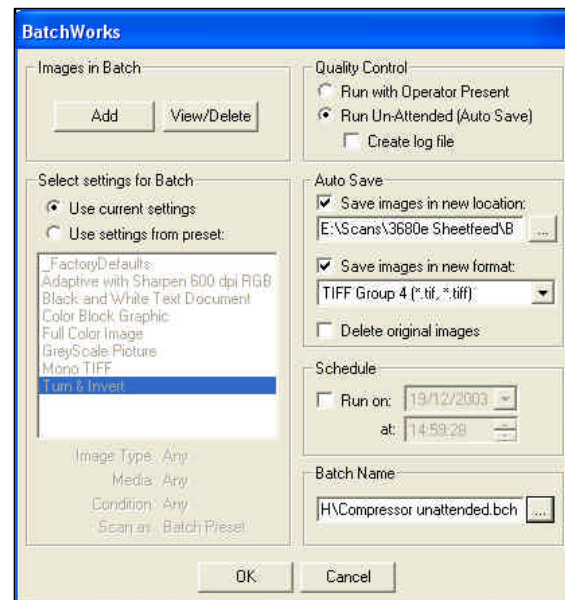 BatchWorks
Images in Batch
Add
View/Delete
Select settings for Batch
Use current settings
Use settings from preset:
_FactoryDefaults
Adaptive with Sharpen 600 dpi RGB
Black and White Text Document
Color Block Graphic
Full Color Image
GreyScale Picture
Mono TIFF
Turn & Invert
Image Type: Any
Media: Any
Condition: Any
Scan as: Batch Preset
Quality Control
Run with Operator Present
Run Un-Attended (Auto Save)
Create log file
Auto Save
Save images in new location:
E:\Scans\3680e Sheetfeed\B
...
Save images in new format:
TIFF Group 4 (*.tif, *.tiff)
Delete original images
Schedule
Run on: 19/12/2003
at: 14:59:28
Batch Name
H\Compressor unattended.bch
...
OK
Cancel